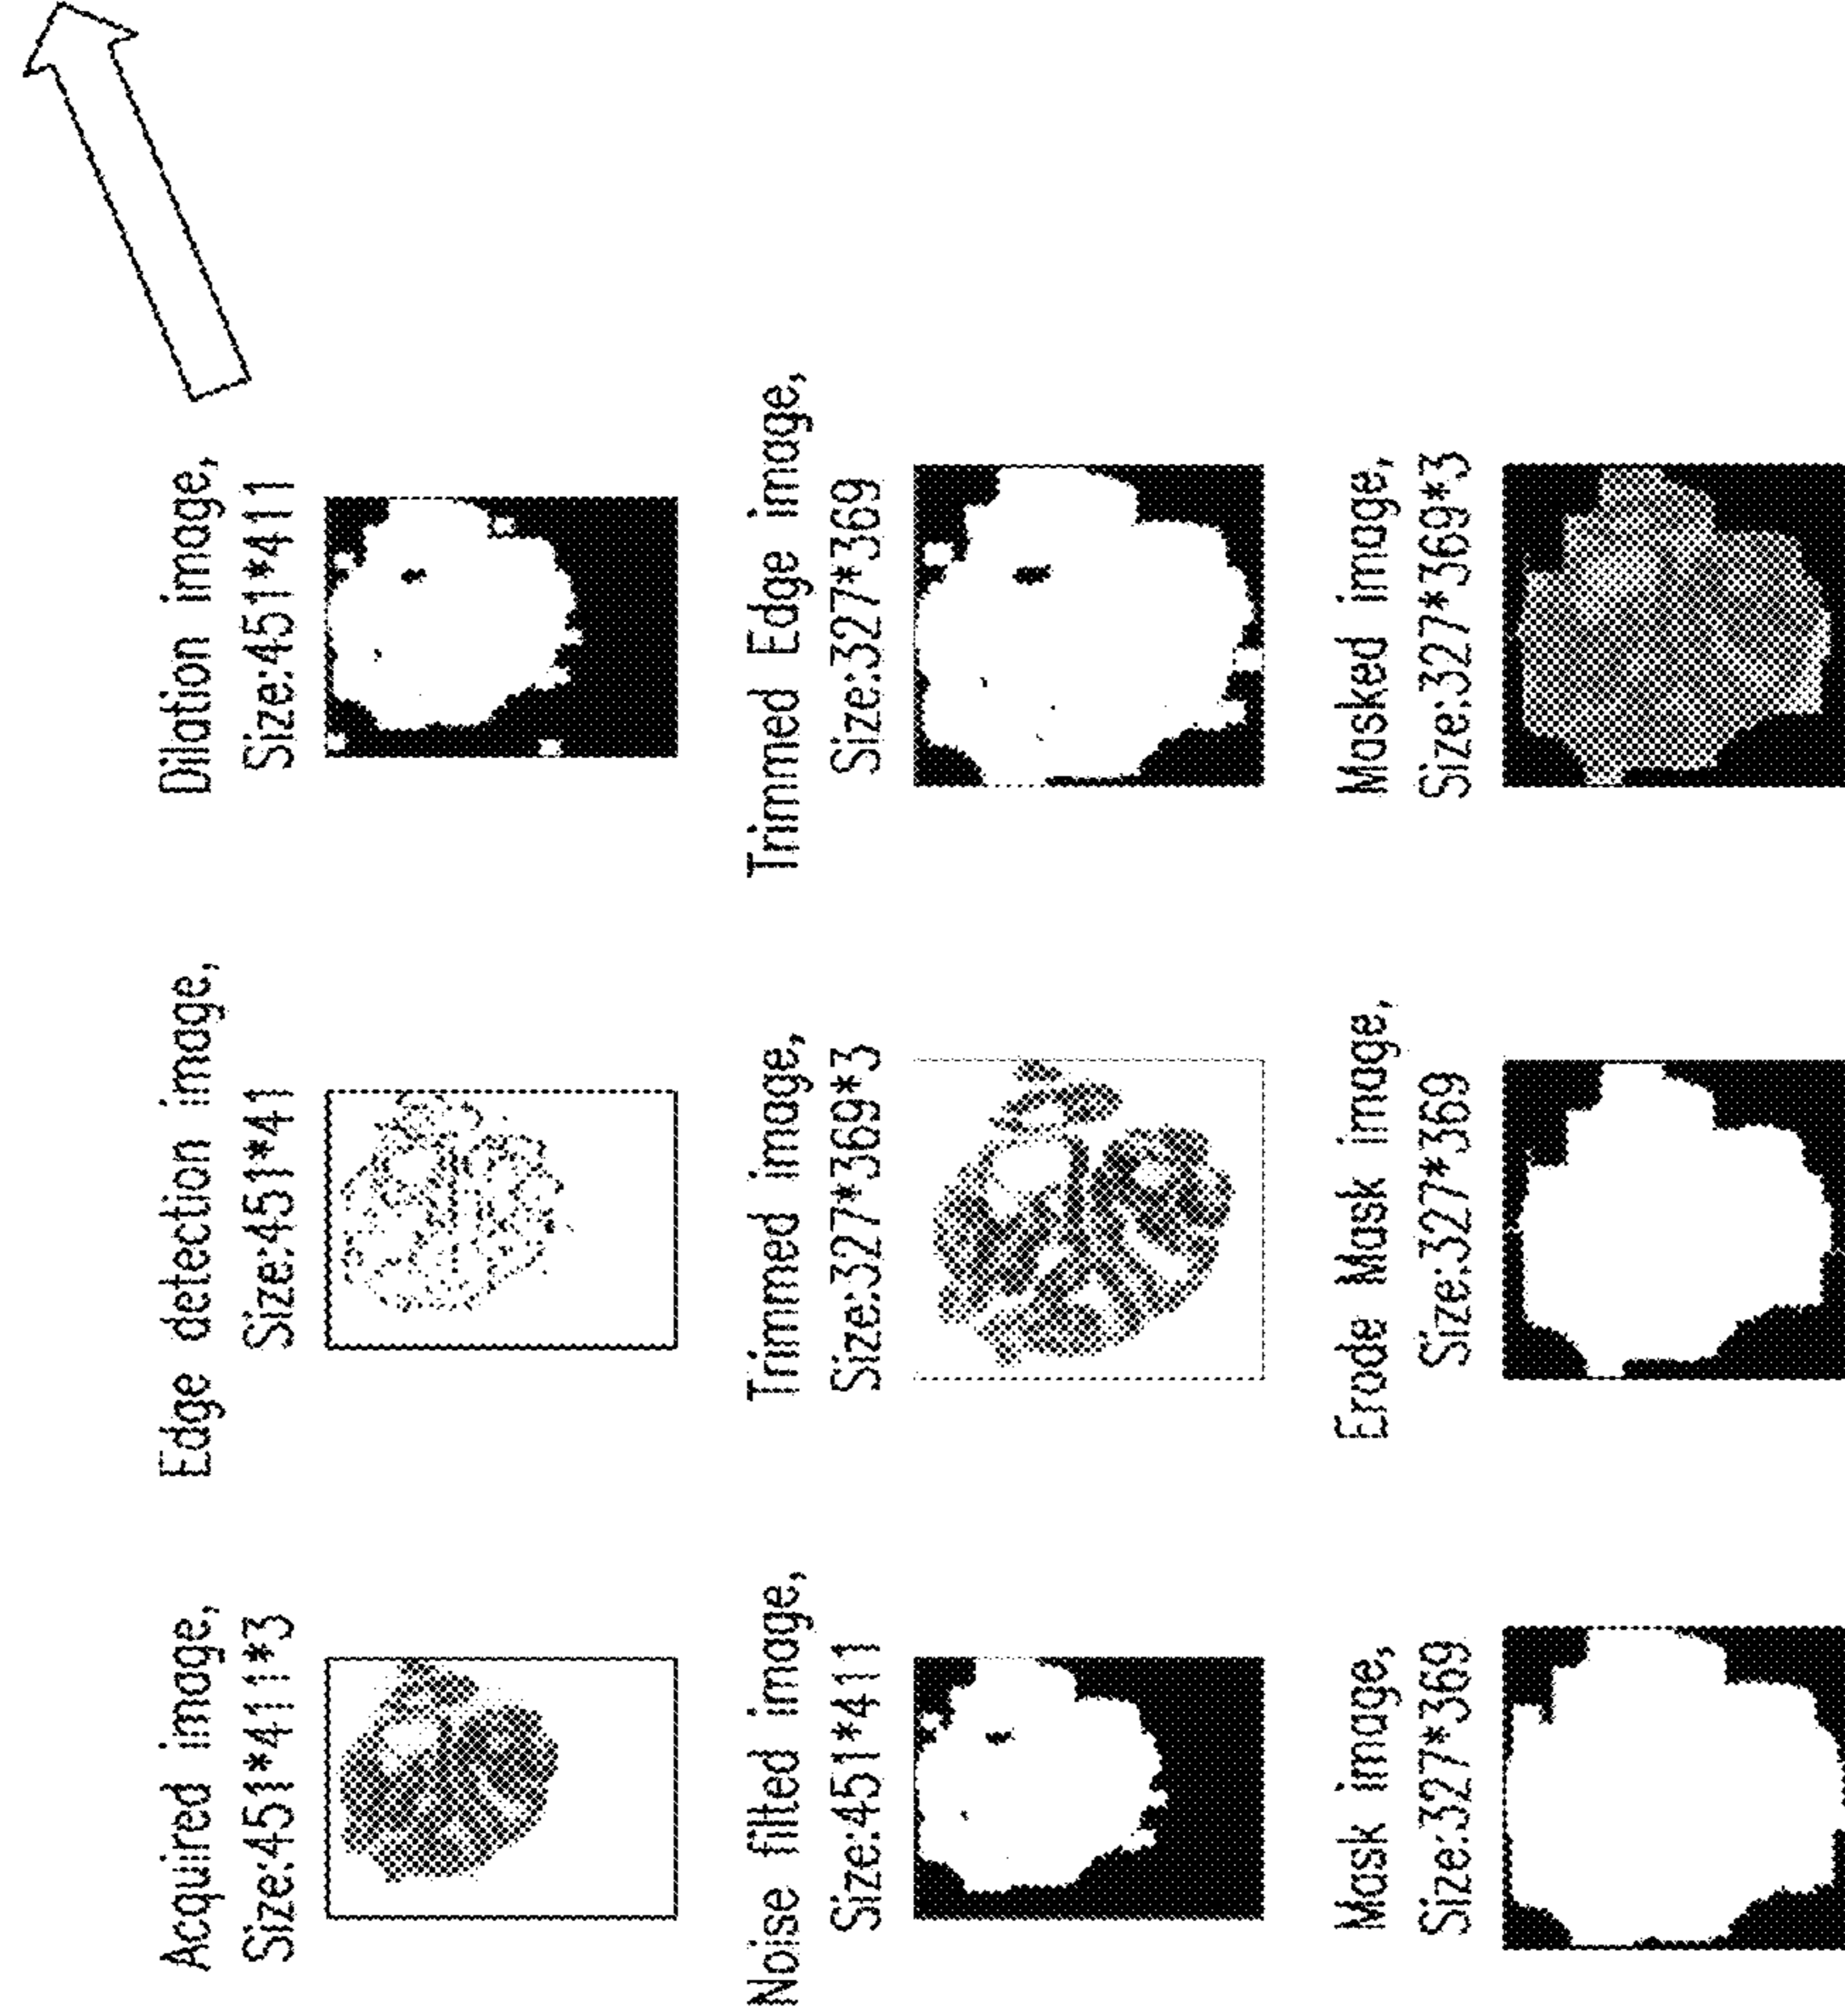 Acquired image,
Size:451*411*3
Edge detection image,
Size:451*41
Dilation image,
Size:451*411
Noise filted image,
Size:451*411
Trimmed image,
Size:327*369*3
Trimmed Edge image,
Size:327*369
Mask image,
Size:327*369
Erode Mask image,
Size:327*369
Masked image,
Size:327*369*3